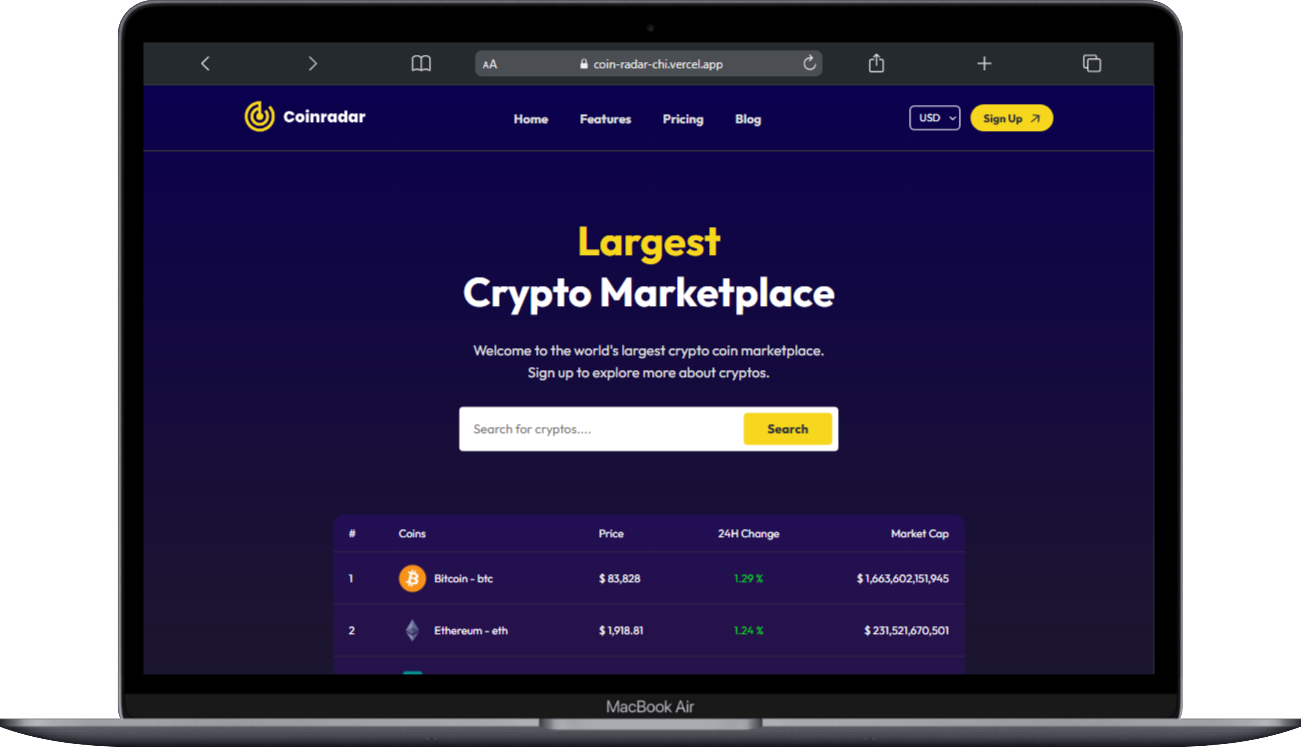 AA coin-radar-chi.vercel.app
Coinradar Home Features Pricing Blog USD Sign Up
Largest
Crypto Marketplace
Welcome to the world's largest crypto coin marketplace.
Sign up to explore more about cryptos.
Search for cryptos.... Search
# Coins Price 24H Change Market Cap
1 Bitcoin - btc $ 83,828 1.29 % $ 1,663,602,151,945
2 Ethereum - eth $ 1,918.81 1.24 % $ 231,521,670,501
MacBook Air